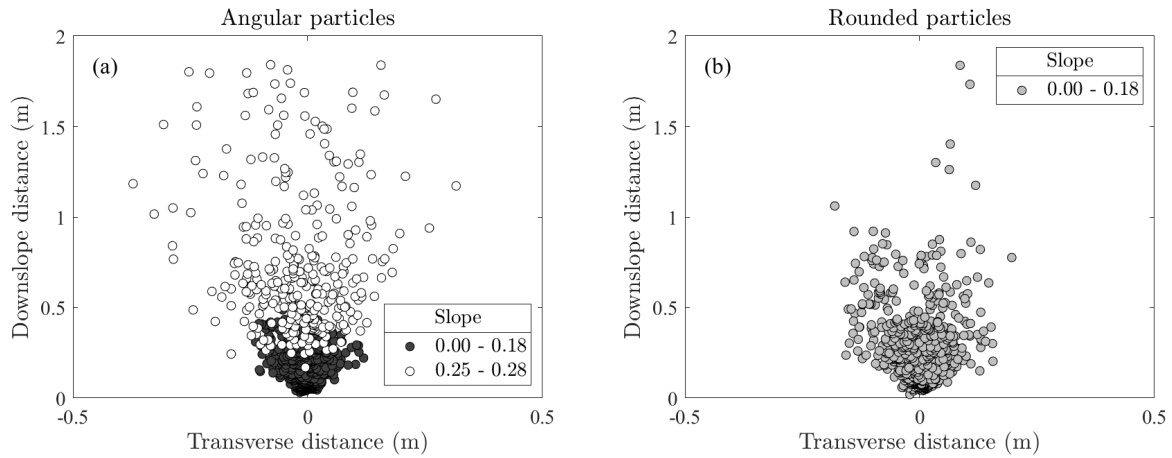 Angular particles
(a)
2
1.5
1
0.5
0
-0.5
0
0.5
Downslope distance (m)
Transverse distance (m)
Slope
0.00 - 0.18
0.25 - 0.28
Rounded particles
(b)
2
1.5
1
0.5
0
-0.5
0
0.5
Downslope distance (m)
Transverse distance (m)
Slope
0.00 - 0.18